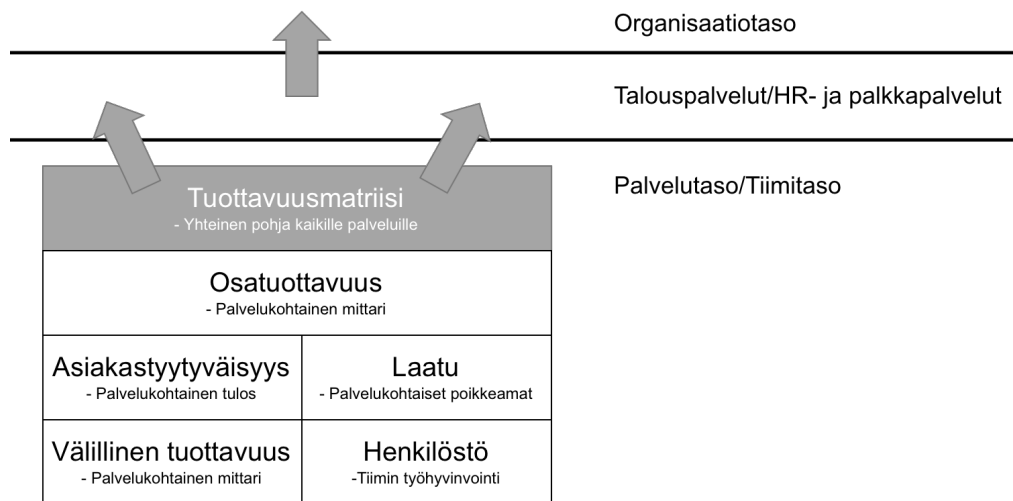 Organisaatiotaso
Talouspalvelut/HR- ja palkkapalvelut
Palvelutaso/Tiimitaso
Tuottavuusmatriisi
- Yhteinen pohja kaikille palveluille
Osatuottavuus
- Palvelukohtainen mittari
Asiakastyytyväisyys
- Palvelukohtainen tulos
Laatu
- Palvelukohtaiset poikkeamat
Välillinen tuottavuus
- Palvelukohtainen mittari
Henkilöstö
-Tiimin työhyvinvointi